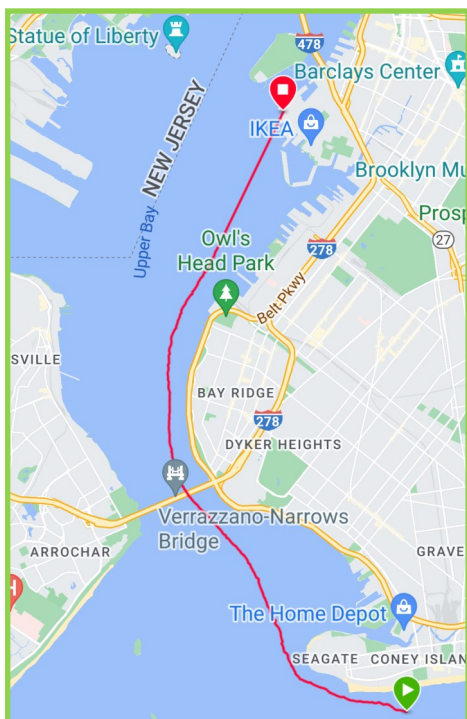 Statue of Liberty
478
Barclays Center
NEW JERSEY
IKEA
Brooklyn Mu
Upper Bay
Prosp
27
Owl's
Head Park
278
Belt Pkwy
SVILLE
BAY RIDGE
278
DYKER HEIGHTS
Verrazzano-Narrows
Bridge
ARROCHAR
GRAVE
H
The Home Depot
SEAGATE
CONEY ISLAN